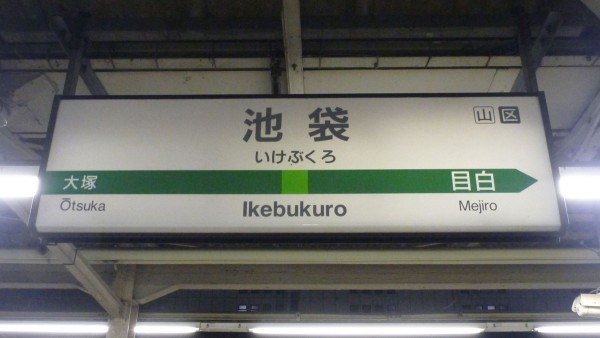 池袋
山 区
いけぶくろ
大塚
目白
Ōtsuka
Ikebukuro
Mejiro